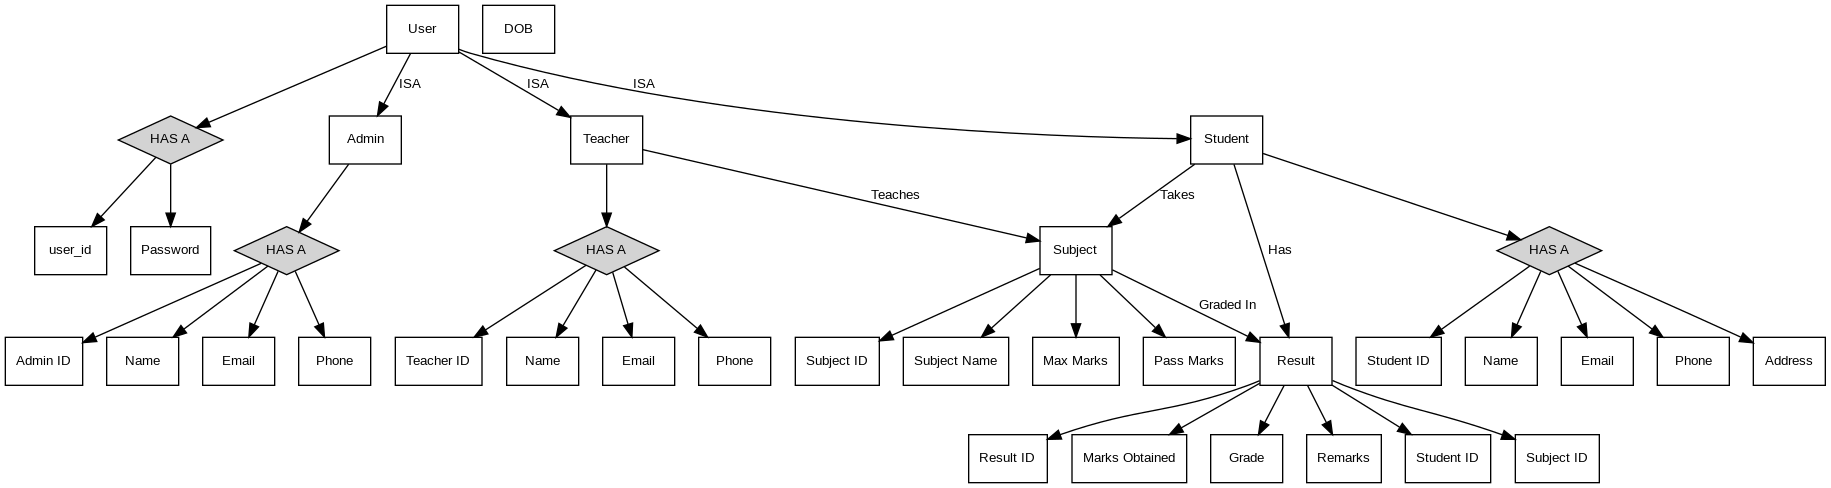 User
DOB
ISA
ISA
ISA
HAS A
Admin
Teacher
Student
Teaches
Takes
user_id
Password
HAS A
HAS A
Subject
Has
HAS A
Graded In
Admin ID
Name
Email
Phone
Teacher ID
Name
Email
Phone
Subject ID
Subject Name
Max Marks
Pass Marks
Result
Student ID
Name
Email
Phone
Address
Result ID
Marks Obtained
Grade
Remarks
Student ID
Subject ID